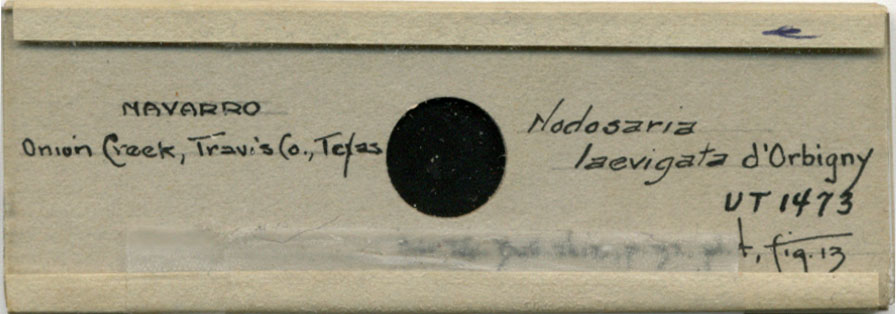 NAVARRO
Onion Creek, Travis Co., Texas
Nodosaria
laevigata d'Orbigny
UT 1473
fig. 13